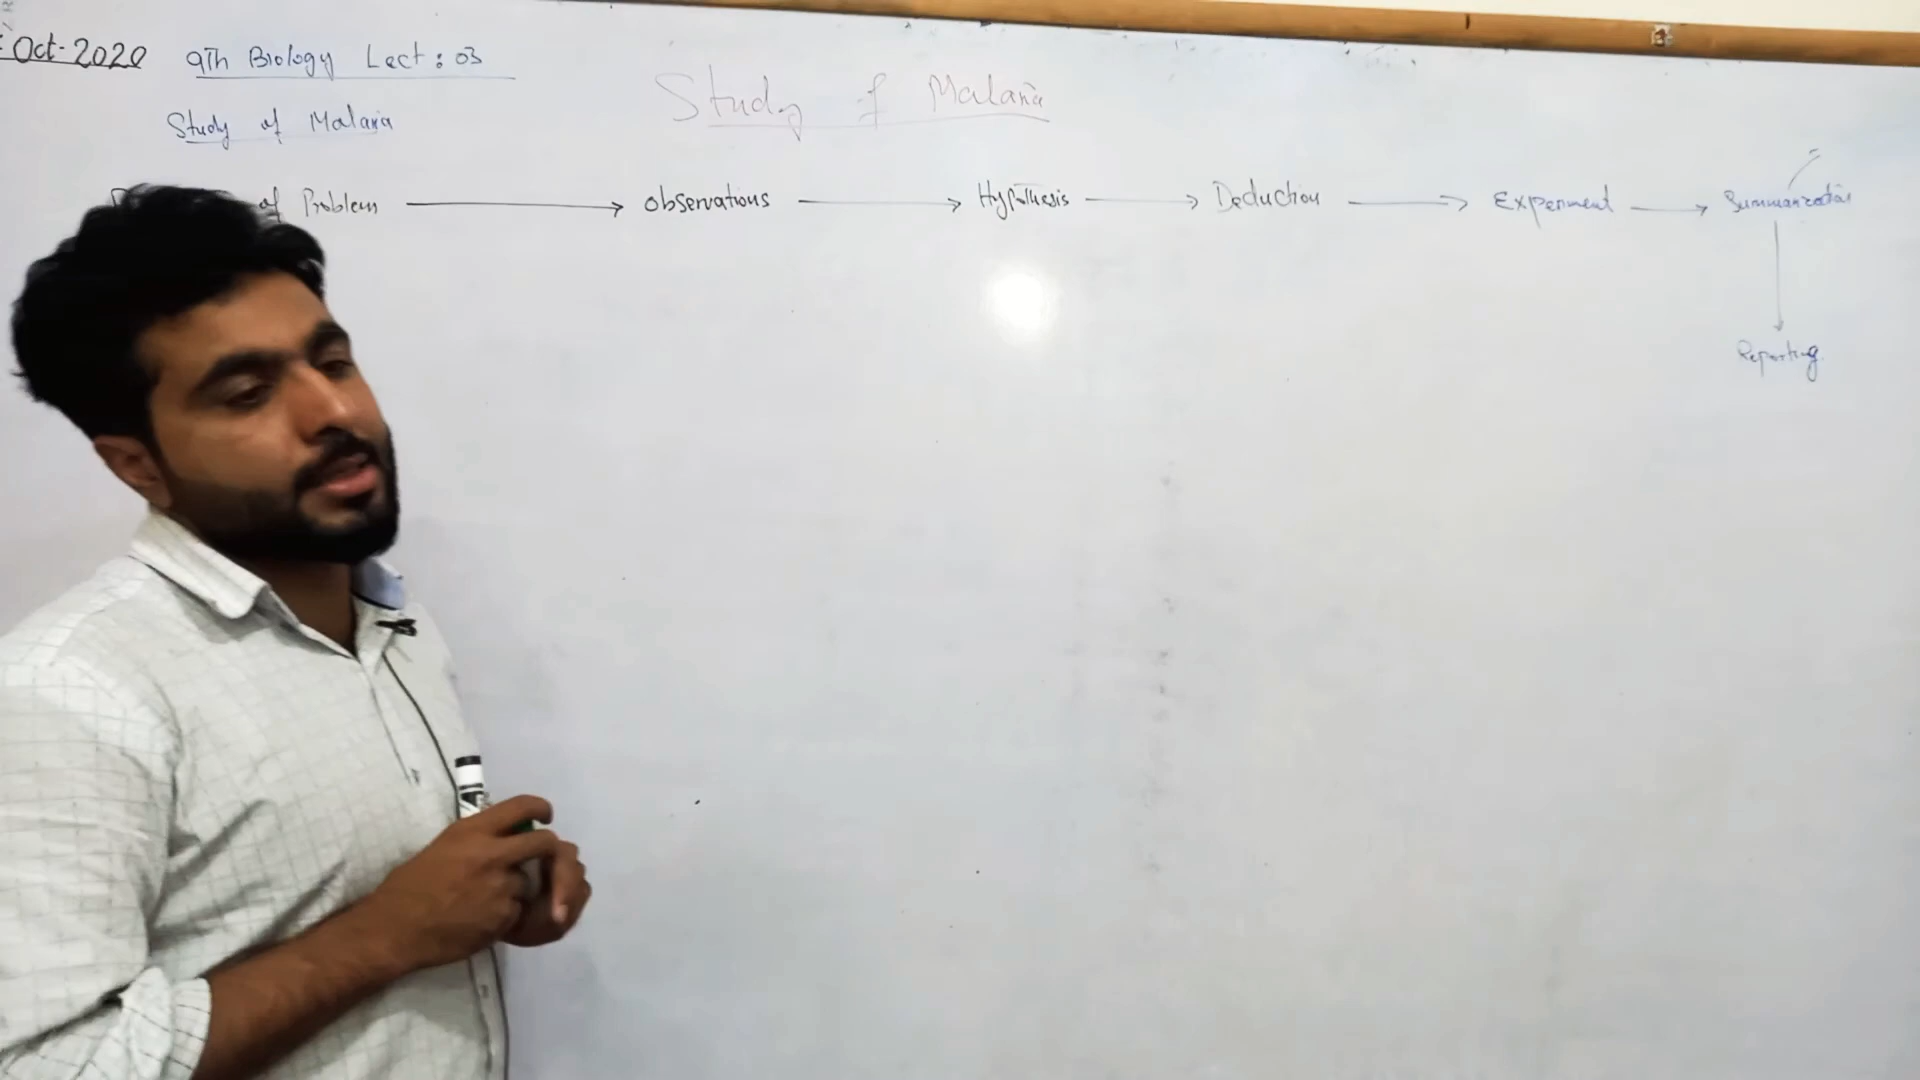 Oct-2020 9Th Biology Lect: 03
Study of Malaria
Study of Malaria
of Problem → Observations → Hypothesis → Deduction → Experiment → Summarization
Reporting